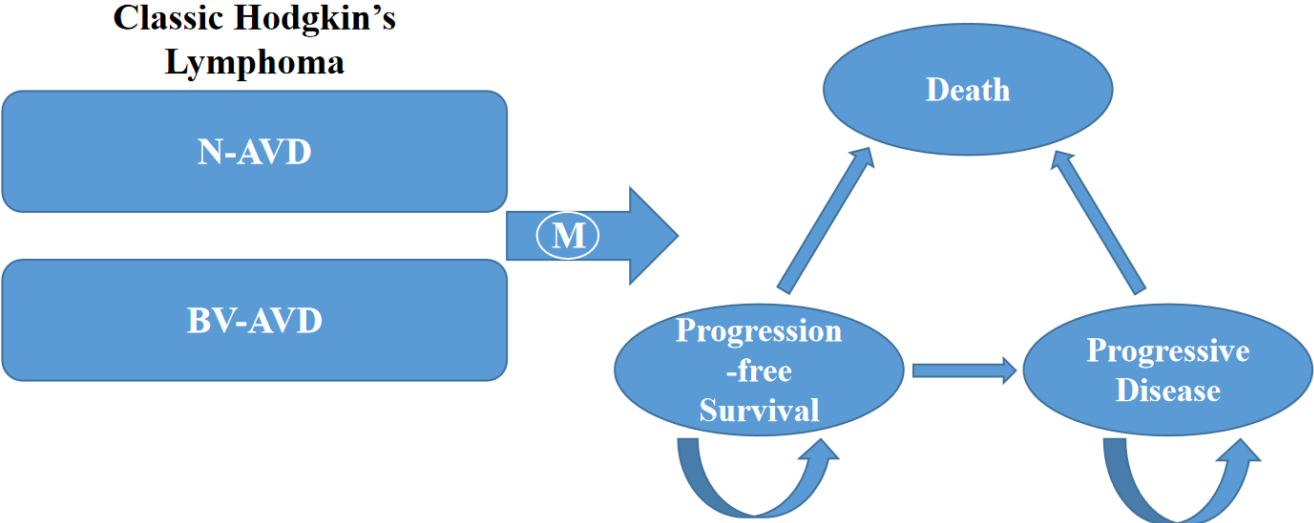 Classic Hodgkin’s
Lymphoma
N-AVD
BV-AVD
M
Death
Progression
-free
Survival
Progressive
Disease